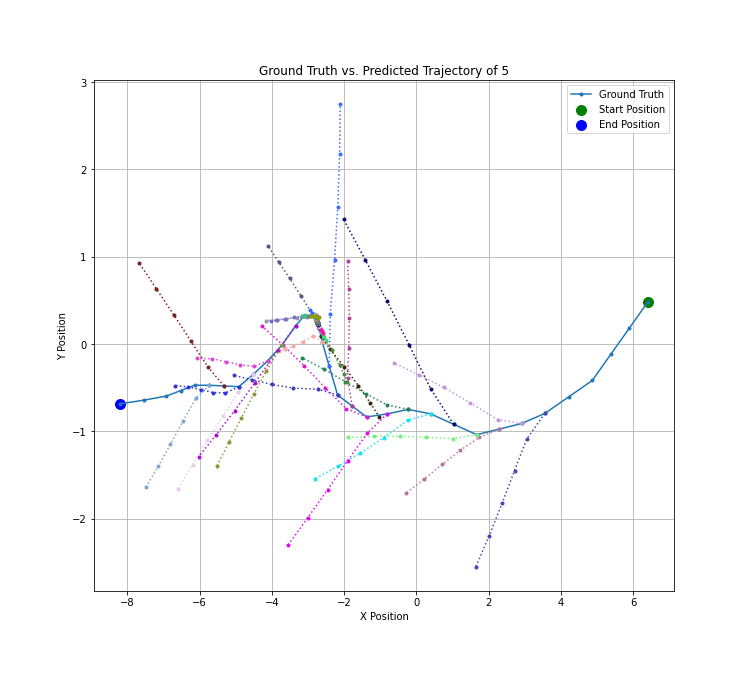 Ground Truth vs. Predicted Trajectory of 5
Ground Truth
Start Position
End Position
3
2
1
0
−1
−2
Y Position
−8 −6 −4 −2 0 2 4 6
X Position